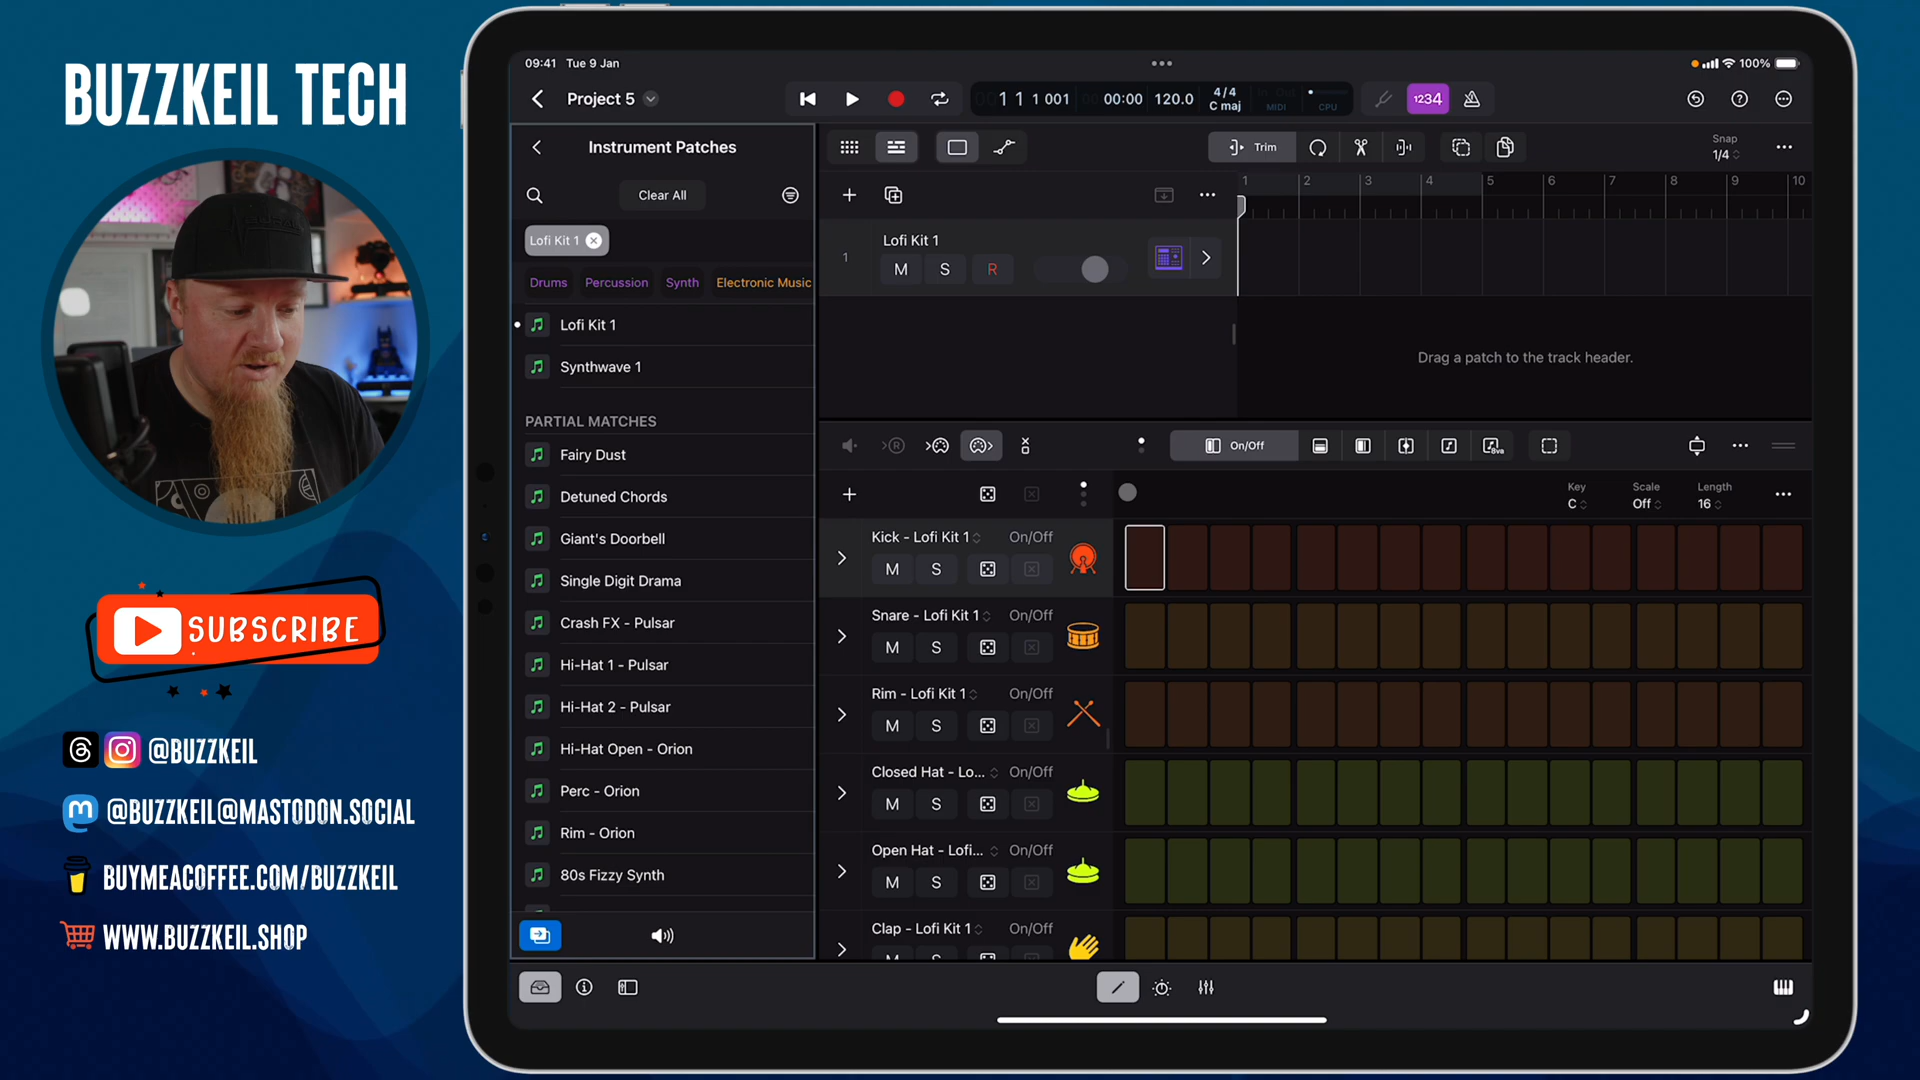 BUZZKEIL TECH
SUBSCRIBE
@BUZZKEIL
@BUZZKEIL@MASTODON.SOCIAL
BUYMEACOFFEE.COM/BUZZKEIL
WWW.BUZZKEIL.SHOP
09:41 Tue 9 Jan
100%
Project 5
1 1 1 001
00:00
120.0
4/4
C maj
In Out
MIDI
CPU
1234
Instrument Patches
Clear All
Lofi Kit 1
Drums Percussion Synth Electronic Music
Lofi Kit 1
Synthwave 1
PARTIAL MATCHES
Fairy Dust
Detuned Chords
Giant's Doorbell
Single Digit Drama
Crash FX - Pulsar
Hi-Hat 1 - Pulsar
Hi-Hat 2 - Pulsar
Hi-Hat Open - Orion
Perc - Orion
Rim - Orion
80s Fizzy Synth
Trim
Snap
1/4
1 2 3 4 5 6 7 8 9 10
1
Lofi Kit 1
M S R
Drag a patch to the track header.
R
On/Off
8va
Key
C
Scale
Off
Length
16
Kick - Lofi Kit 1 On/Off
M S
Snare - Lofi Kit 1 On/Off
M S
Rim - Lofi Kit 1 On/Off
M S
Closed Hat - Lo... On/Off
M S
Open Hat - Lofi... On/Off
M S
Clap - Lofi Kit 1 On/Off
M S